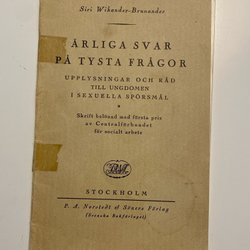 Siri Wikander-Brunander
ÄRLIGA SVAR
PÅ TYSTA FRÅGOR
UPPLYSNINGAR OCH RÅD
TILL UNGDOMEN
I SEXUELLA SPÖRSMÅL
Skrift belönad med första pris
av Centralförbundet
för socialt arbete
STOCKHOLM
P. A. Norstedt & Söners Förlag
(Svenska Bokförlaget)